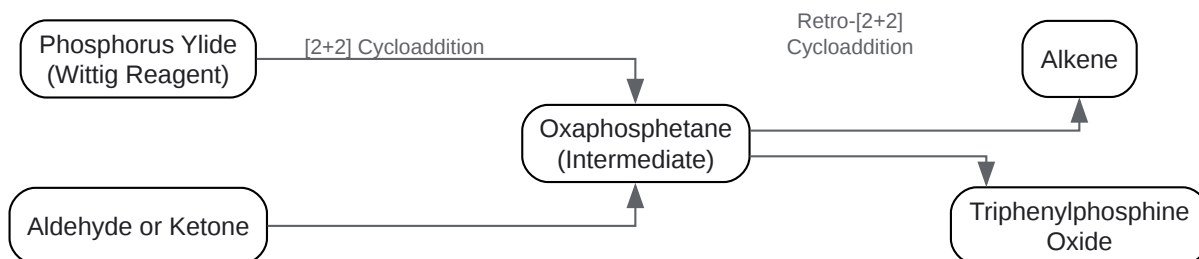 Phosphorus Ylide
(Wittig Reagent)
[2+2] Cycloaddition
Retro-[2+2]
Cycloaddition
Alkene
Oxaphosphetane
(Intermediate)
Aldehyde or Ketone
Triphenylphosphine
Oxide